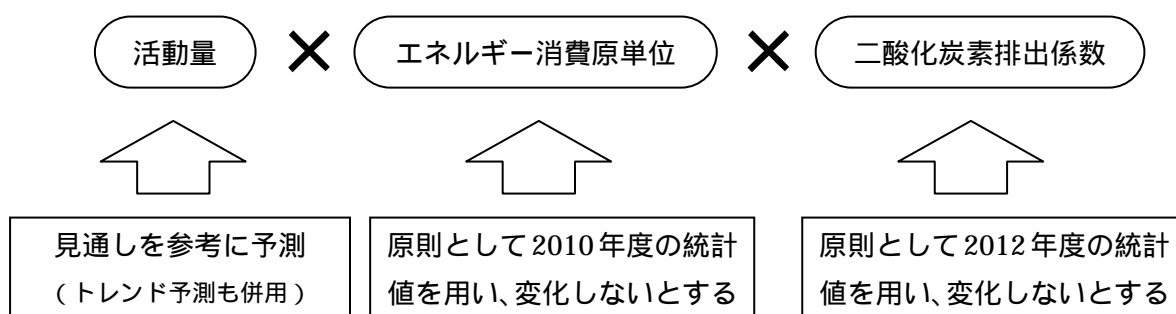 活動量 × エネルギー消費原単位 × 二酸化炭素排出係数
見通しを参考に予測
(トレンド予測も併用)
原則として2010年度の統計
値を用い、変化しないとする
原則として2012年度の統計
値を用い、変化しないとする